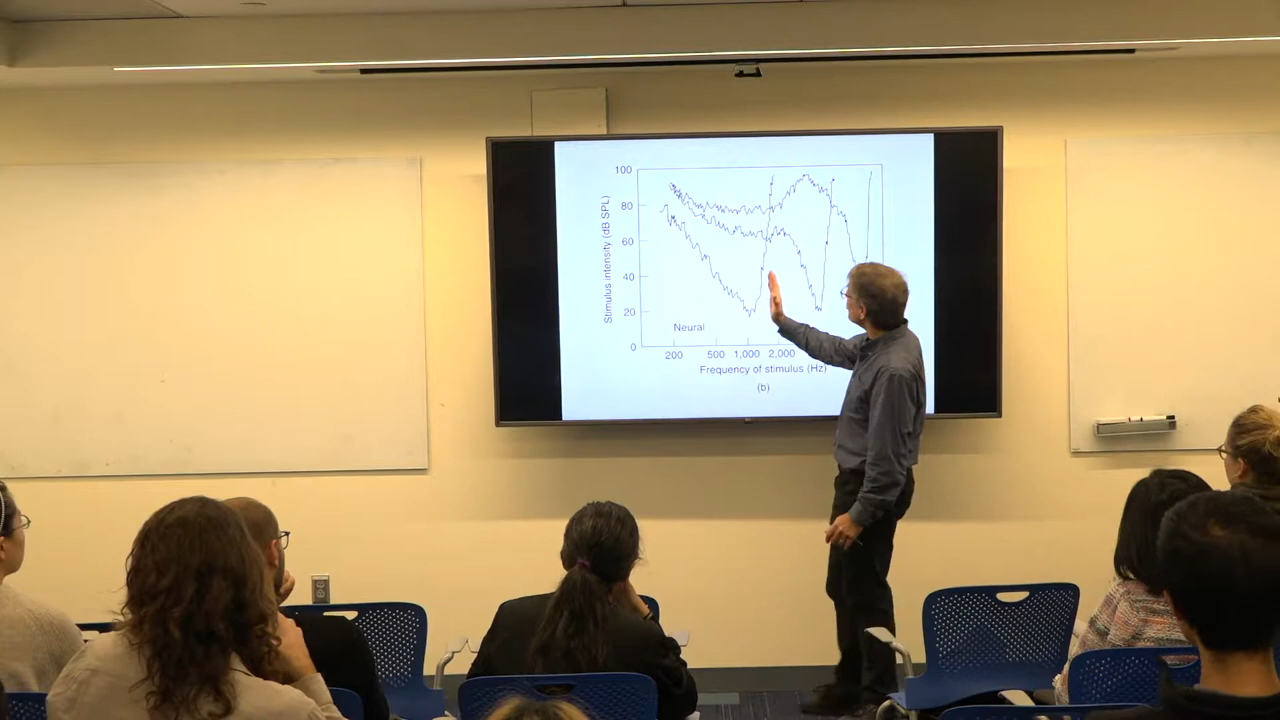 100
80
60
40
20
0
Stimulus intensity (dB SPL)
Neural
200 500 1,000 2,000
Frequency of stimulus (Hz)
(b)